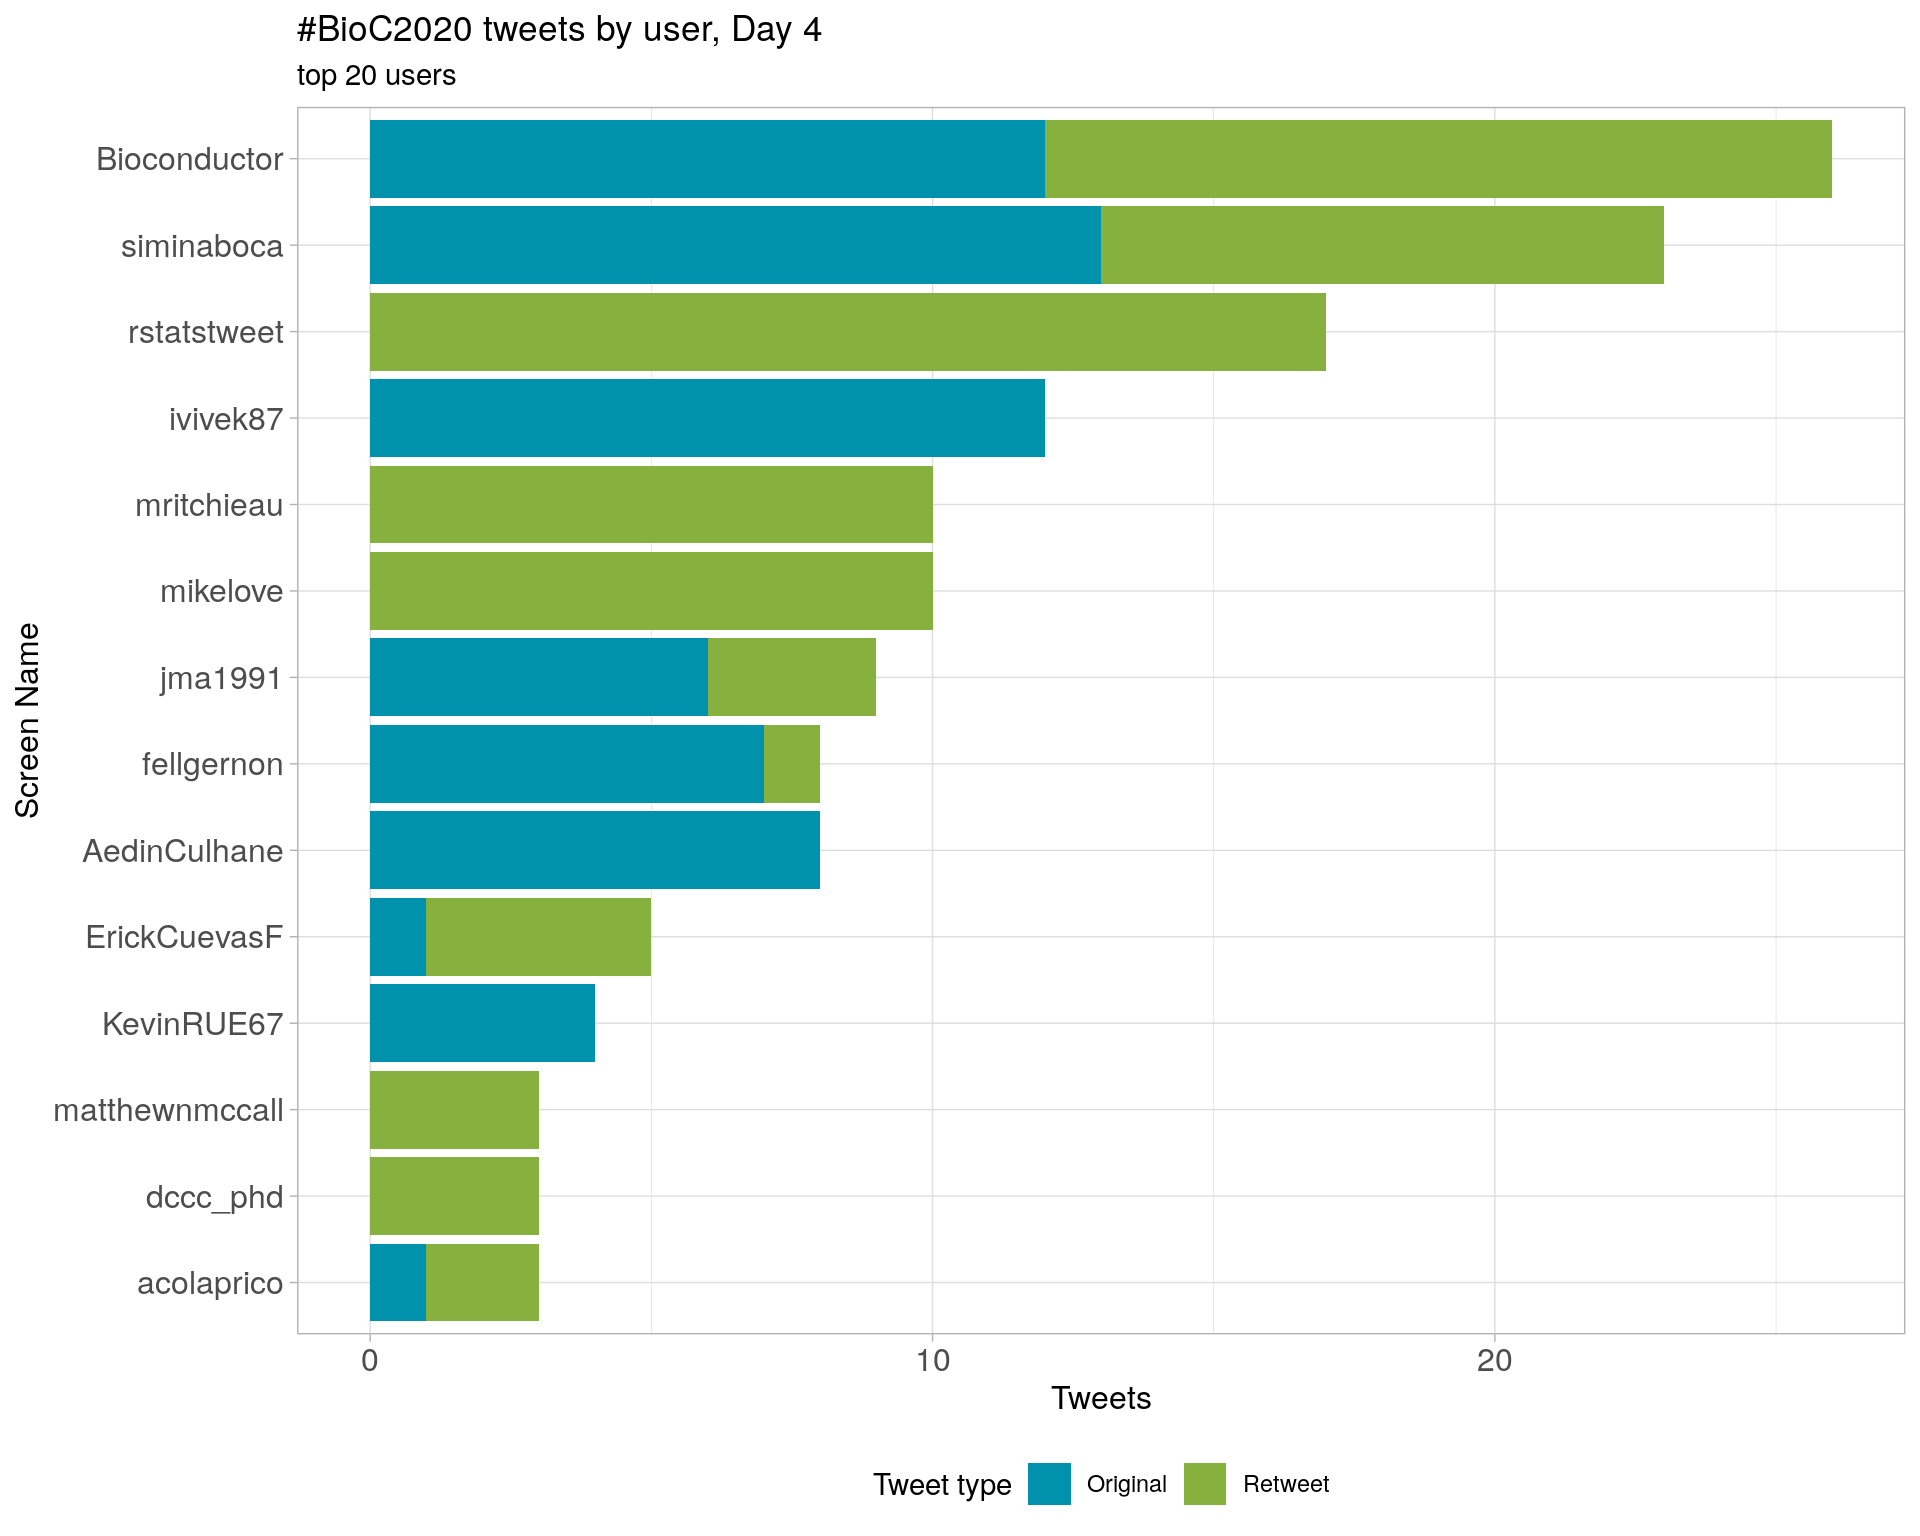 #BioC2020 tweets by user, Day 4
top 20 users
Screen Name
Bioconductor
siminaboca
rstatstweet
ivivek87
mritchieau
mikelove
jma1991
fellgernon
AedinCulhane
ErickCuevasF
KevinRUE67
matthewnmccall
dccc_phd
acolaprico
0 10 20
Tweets
Tweet type Original Retweet